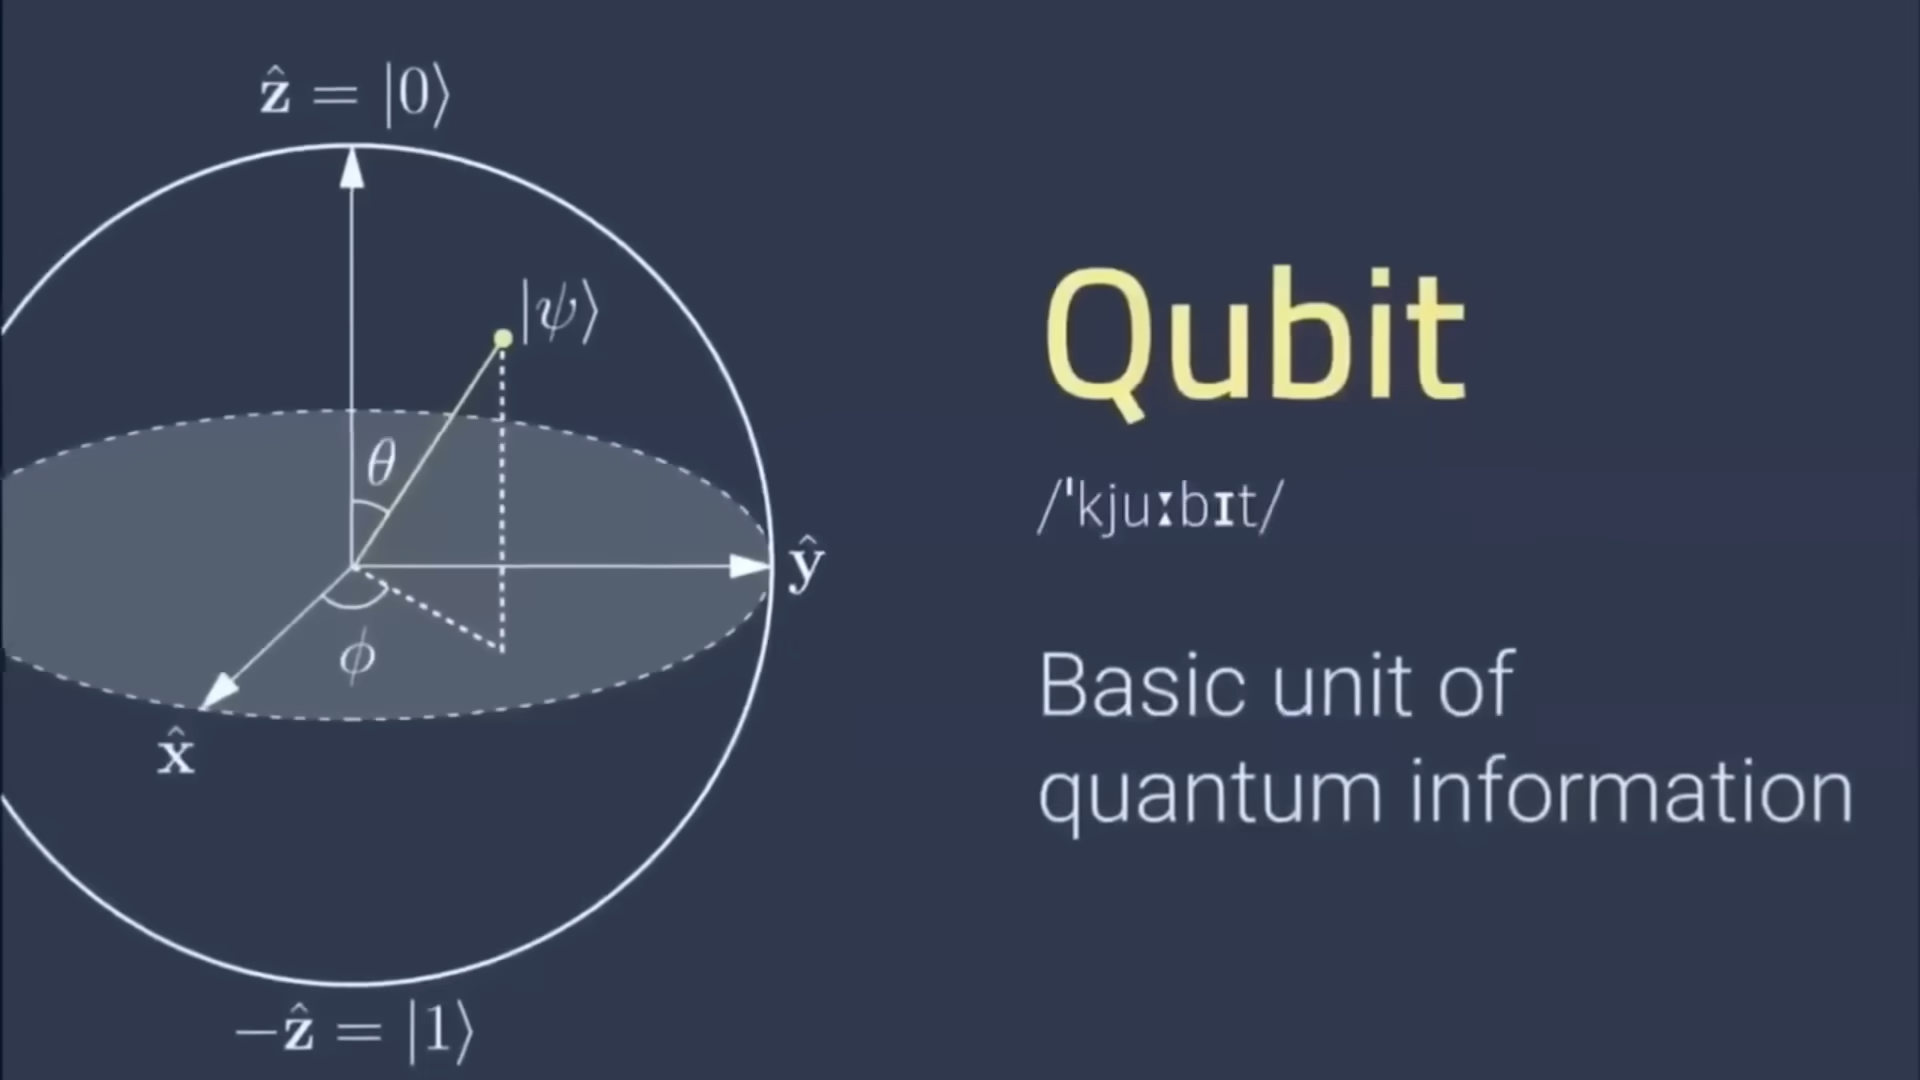 ẑ = |0⟩
|ψ⟩
θ
ŷ
ϕ
x̂
−ẑ = |1⟩
Qubit
/ˈkjuːbɪt/
Basic unit of
quantum information